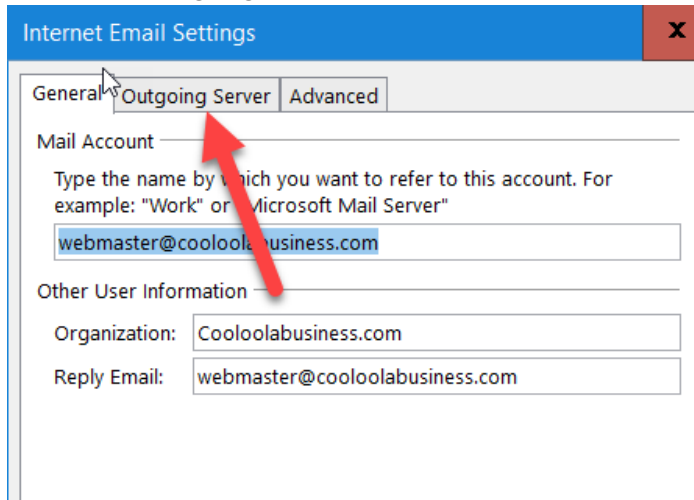 Internet Email Settings
x
General Outgoing Server Advanced
Mail Account
Type the name by which you want to refer to this account. For
example: "Work" or "Microsoft Mail Server"
webmaster@cooloolabusiness.com
Other User Information
Organization: Cooloolabusiness.com
Reply Email: webmaster@cooloolabusiness.com